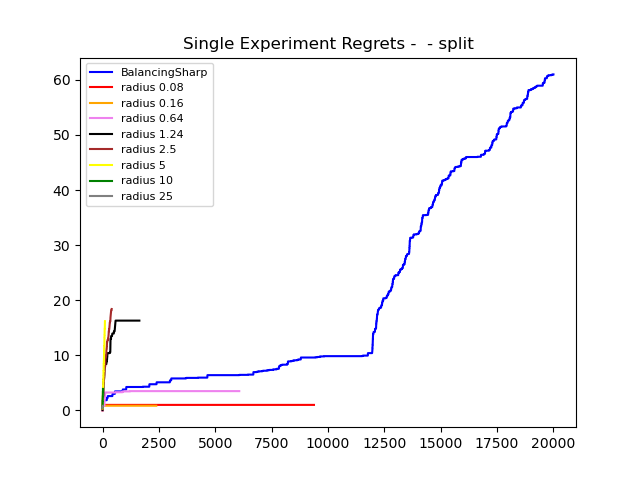 Single Experiment Regrets -  - split
BalancingSharp
radius 0.08
radius 0.16
radius 0.64
radius 1.24
radius 2.5
radius 5
radius 10
radius 25
60
50
40
30
20
10
0
0 2500 5000 7500 10000 12500 15000 17500 20000